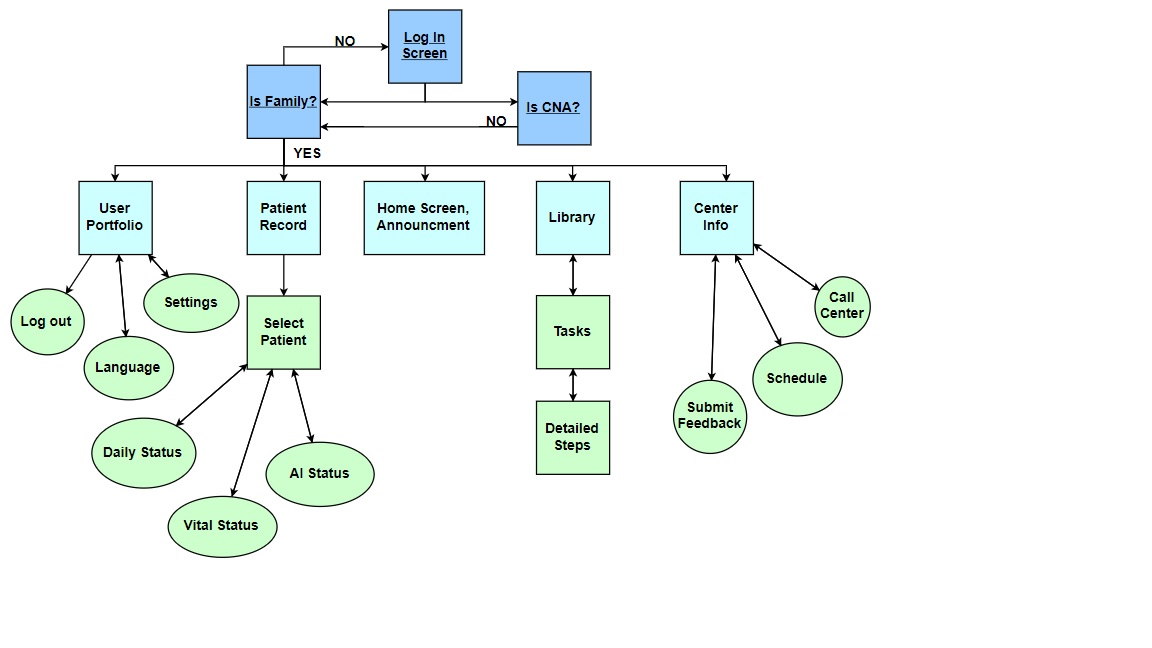 NO
Log In
Screen
Is Family?
Is CNA?
NO
YES
User
Portfolio
Patient
Record
Home Screen,
Announcment
Library
Center
Info
Log out
Language
Settings
Select
Patient
Tasks
Call
Center
Schedule
Submit
Feedback
Detailed
Steps
Daily Status
AI Status
Vital Status